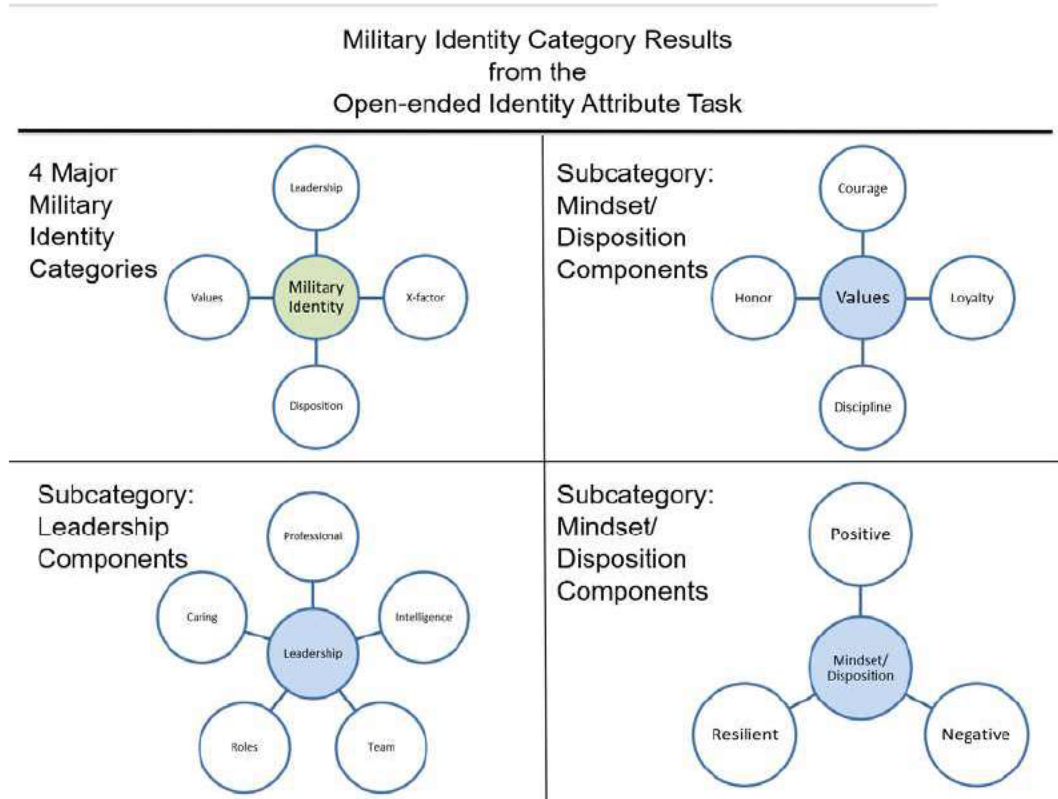 Military Identity Category Results
from the
Open-ended Identity Attribute Task
4 Major
Military
Identity
Categories
Leadership
Values
Military
Identity
X-factor
Disposition
Subcategory:
Mindset/
Disposition
Components
Courage
Honor
Values
Loyalty
Discipline
Subcategory:
Leadership
Components
Professional
Caring
Intelligence
Leadership
Roles
Team
Subcategory:
Mindset/
Disposition
Components
Positive
Mindset/
Disposition
Resilient
Negative